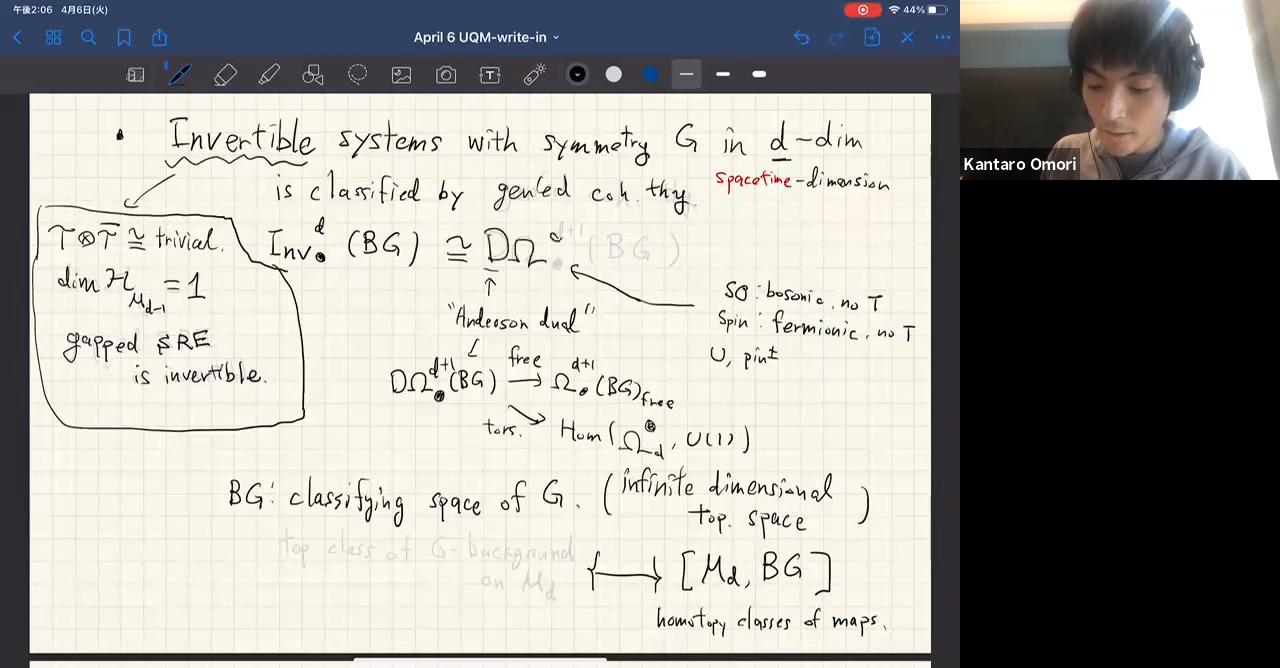 午後2:06 4月6日(火)
44%
April 6 UQM-write-in
Kantaro Omori
• Invertible systems with symmetry G in d-dim
spacetime-dimension
is classified by gen'led coh. thy.
T⊗T̅ ≅ trivial.
dim H_{M_{d-1}} = 1
gapped SRE
is invertible.
Inv^d_•(BG) ≅ DΩ^{d+1}_•(BG)
"Anderson dual"
SO: bosonic, no T
Spin: fermionic, no T
U, pin±
DΩ^{d+1}_•(BG) free → Ω^{d+1}_•(BG)_{free}
tors. ↘ Hom(Ω^•_d, U(1))
BG: classifying space of G. (infinite dimensional
top. space)
top class of G-background
on M_d
⟷ [M_d, BG]
homotopy classes of maps.